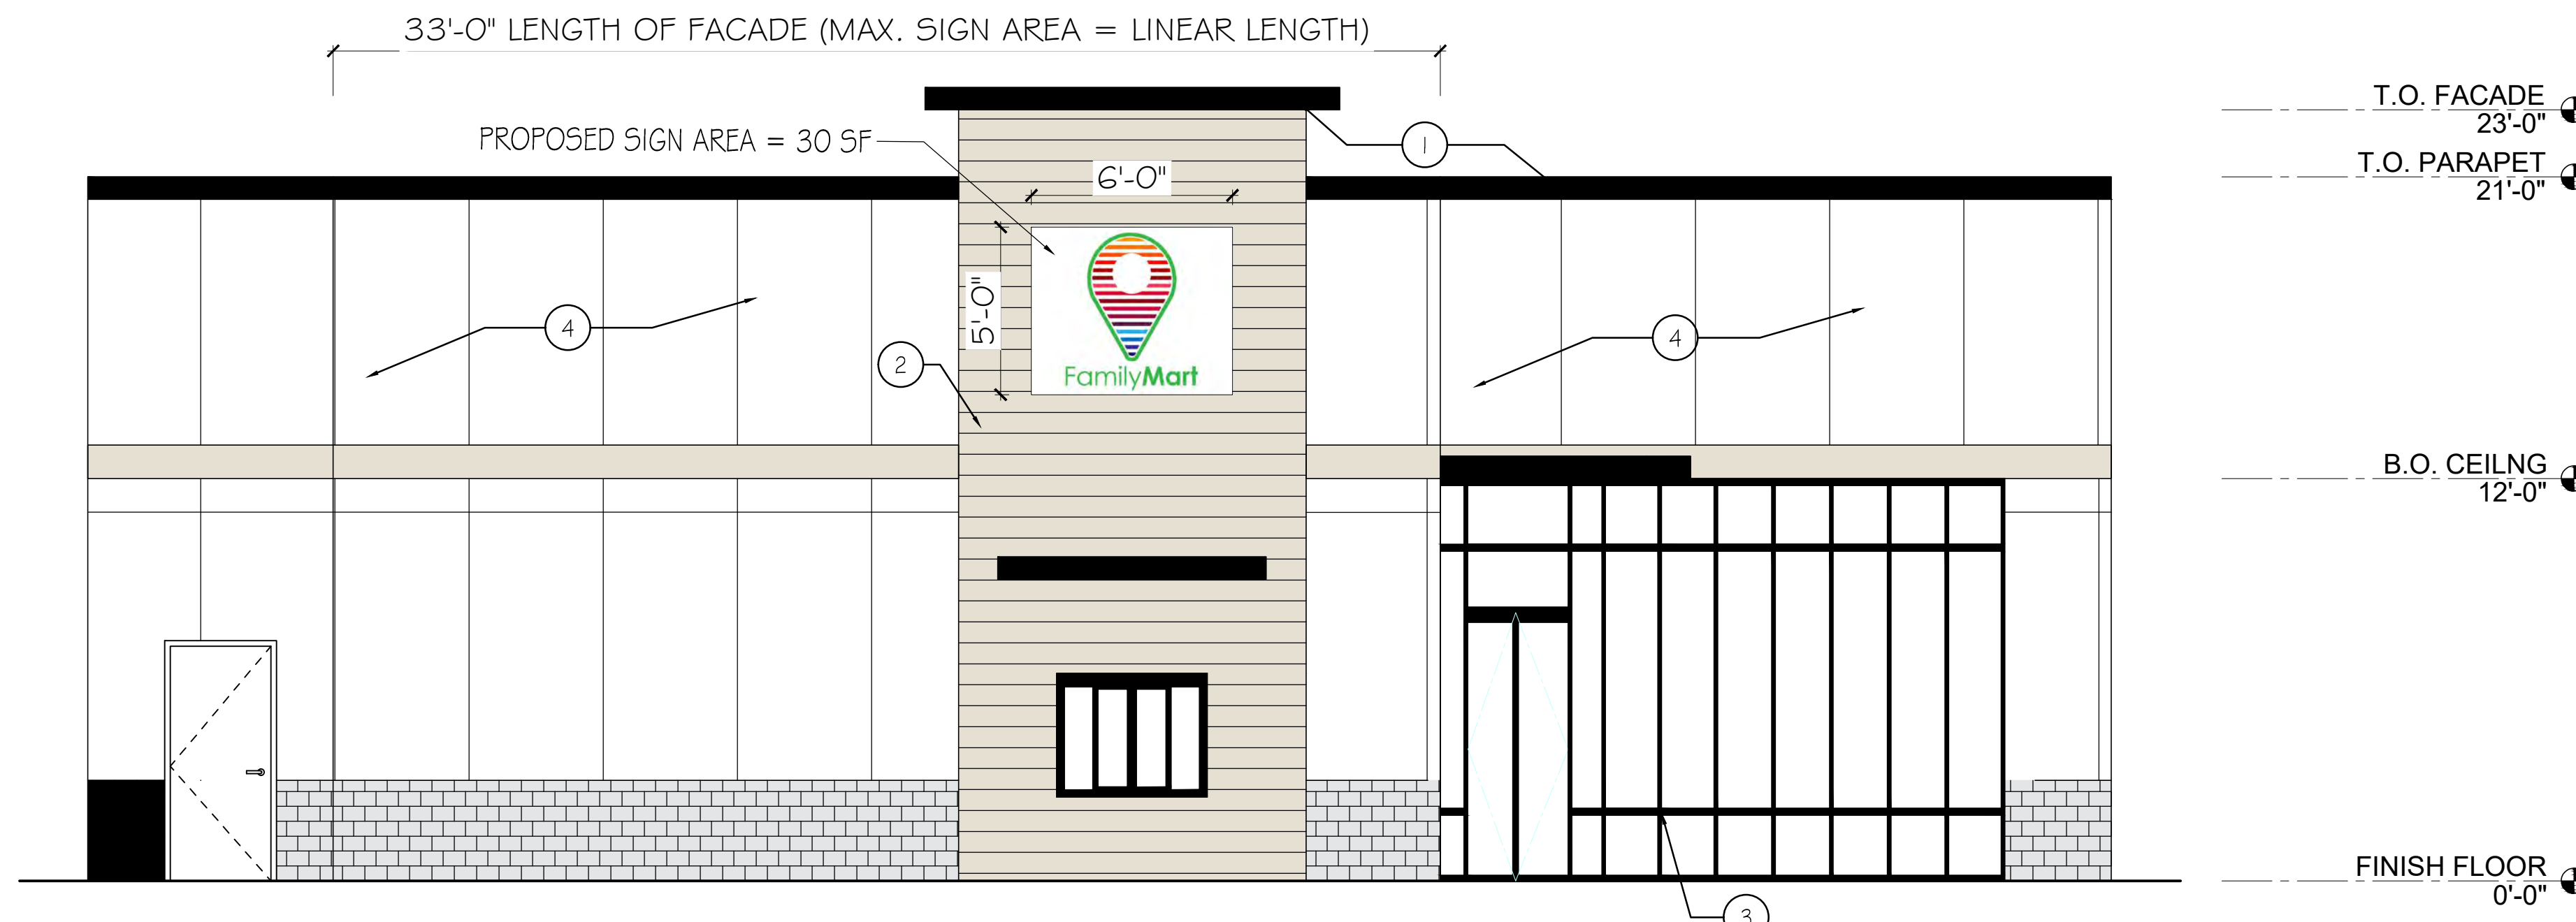 33'-0" LENGTH OF FACADE (MAX. SIGN AREA = LINEAR LENGTH)
T.O. FACADE
23'-0"
PROPOSED SIGN AREA = 30 SF
1
T.O. PARAPET
21'-0"
6'-0"
5'-0"
4
4
2
FamilyMart
B.O. CEILNG
12'-0"
FINISH FLOOR
0'-0"
3